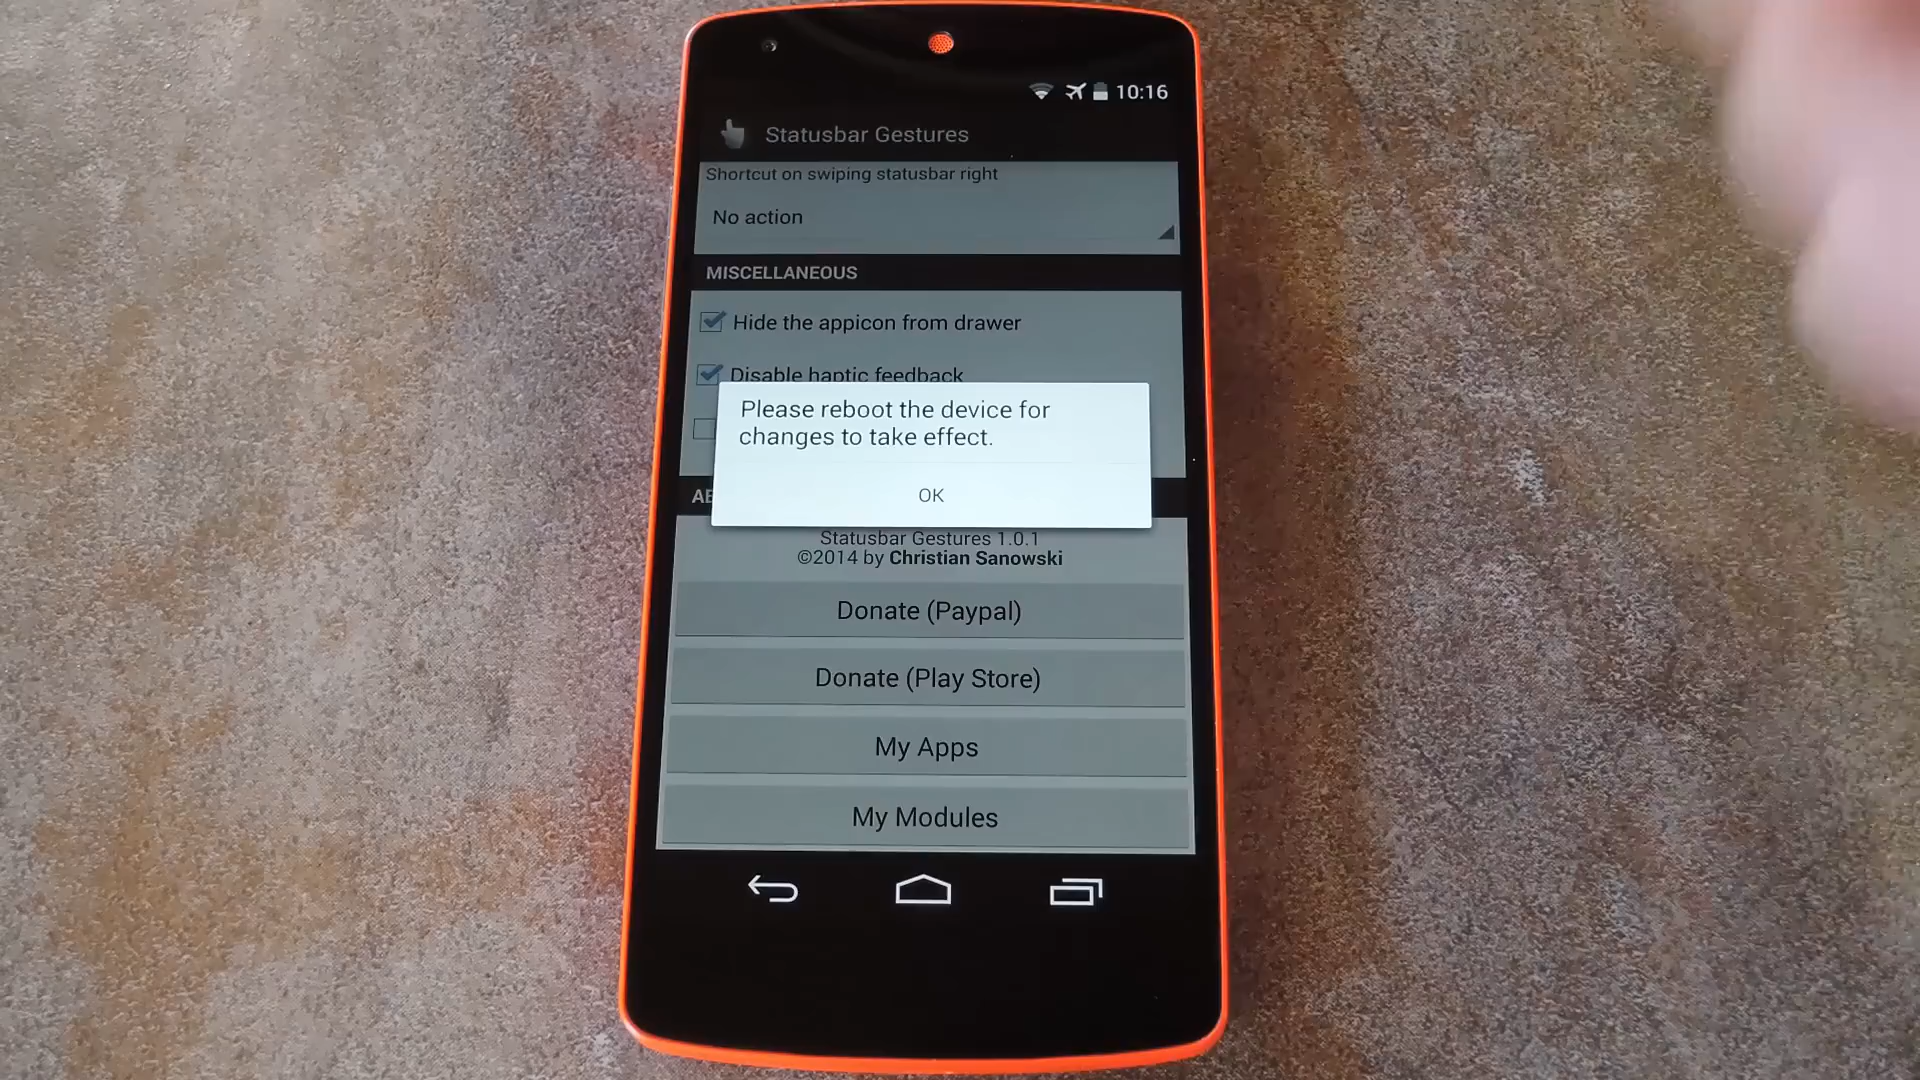 10:16
Statusbar Gestures
Shortcut on swiping statusbar right
No action
MISCELLANEOUS
Hide the appicon from drawer
Disable haptic feedback
Please reboot the device for
changes to take effect.
OK
Statusbar Gestures 1.0.1
©2014 by Christian Sanowski
Donate (Paypal)
Donate (Play Store)
My Apps
My Modules